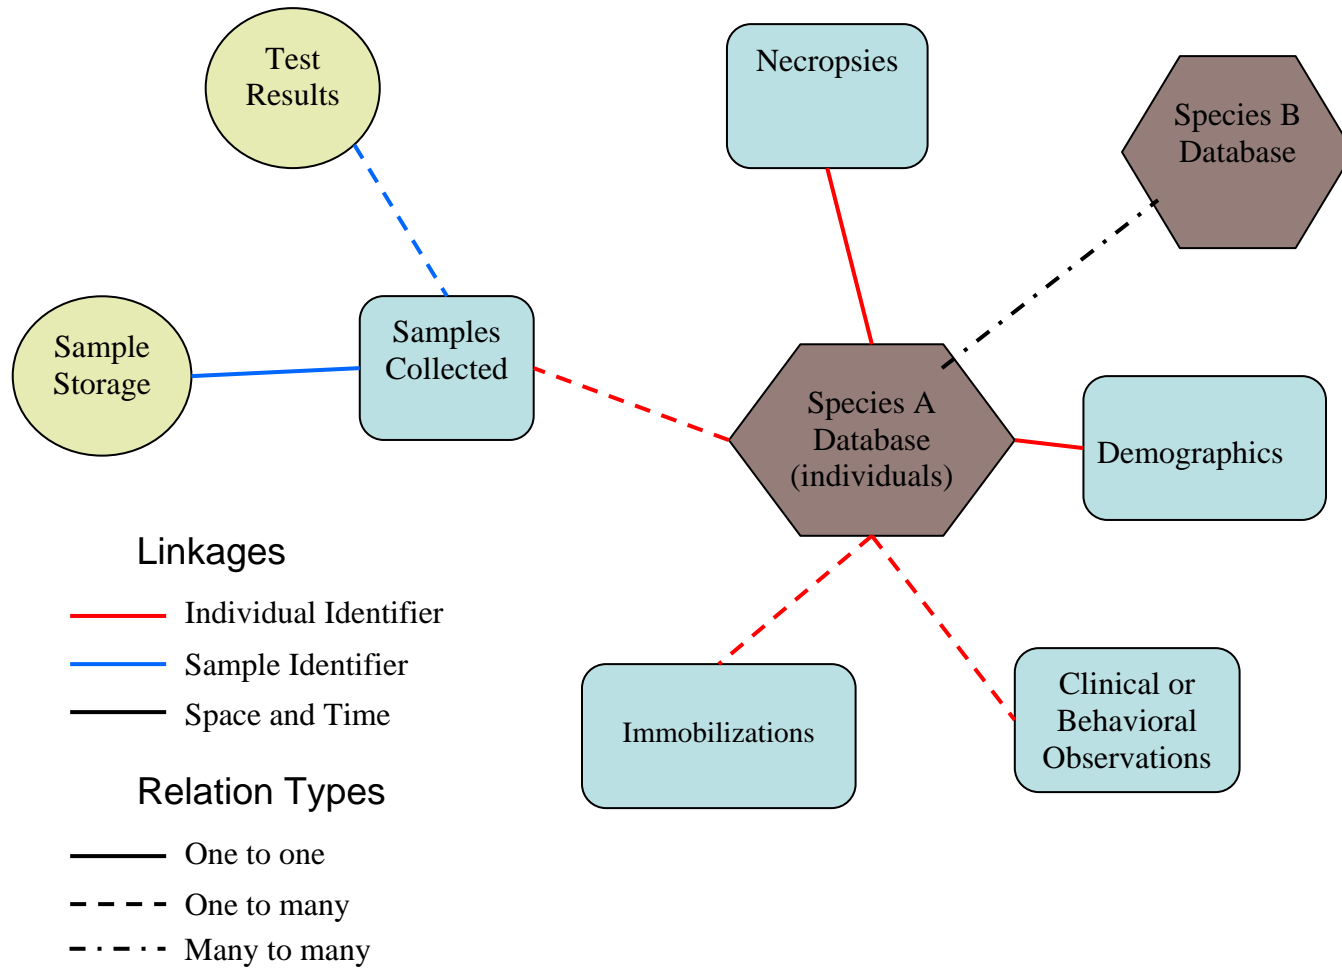 Test
Results
Necropsies
Species B
Database
Sample
Storage
Samples
Collected
Species A
Database
(individuals)
Demographics
Immobilizations
Clinical or
Behavioral
Observations
Linkages
Individual Identifier
Sample Identifier
Space and Time
Relation Types
One to one
One to many
Many to many